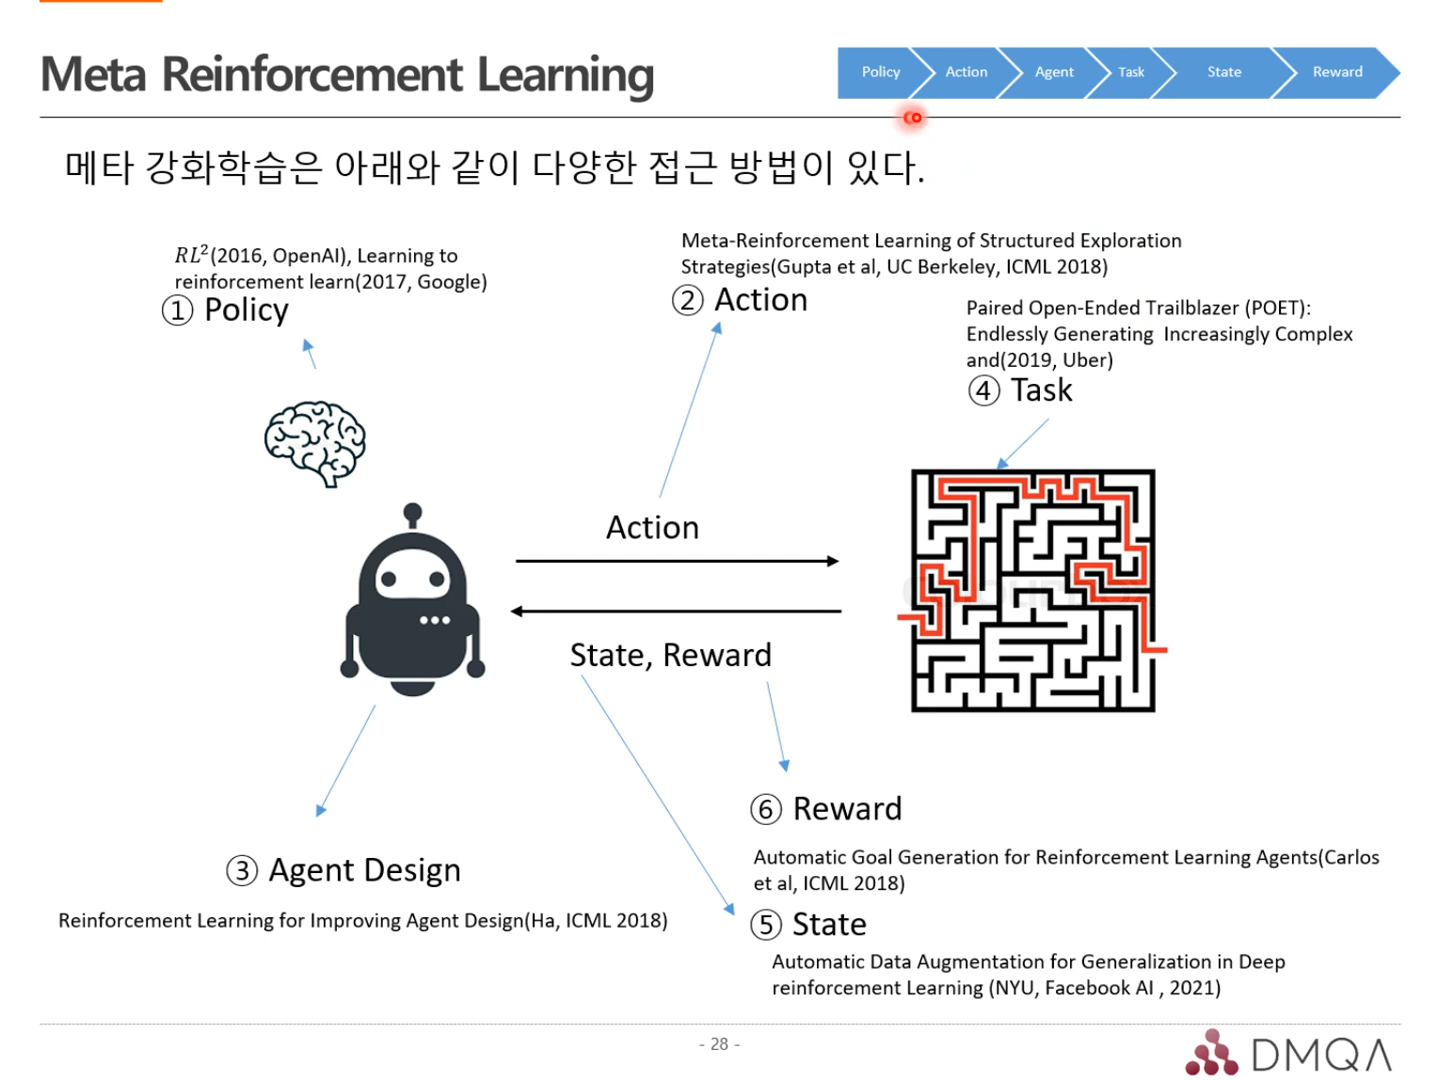 Meta Reinforcement Learning
Policy
Action
Agent
Task
State
Reward
메타 강화학습은 아래와 같이 다양한 접근 방법이 있다.
RL²(2016, OpenAI), Learning to
reinforcement learn(2017, Google)
① Policy
Meta-Reinforcement Learning of Structured Exploration
Strategies(Gupta et al, UC Berkeley, ICML 2018)
② Action
Paired Open-Ended Trailblazer (POET):
Endlessly Generating Increasingly Complex
and(2019, Uber)
④ Task
Action
State, Reward
③ Agent Design
Reinforcement Learning for Improving Agent Design(Ha, ICML 2018)
⑥ Reward
Automatic Goal Generation for Reinforcement Learning Agents(Carlos
et al, ICML 2018)
⑤ State
Automatic Data Augmentation for Generalization in Deep
reinforcement Learning (NYU, Facebook AI , 2021)
- 28 -
DMQA